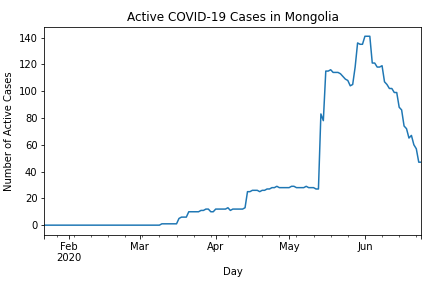 Active COVID-19 Cases in Mongolia
Number of Active Cases
140
120
100
80
60
40
20
0
Feb
2020
Mar
Apr
May
Jun
Day